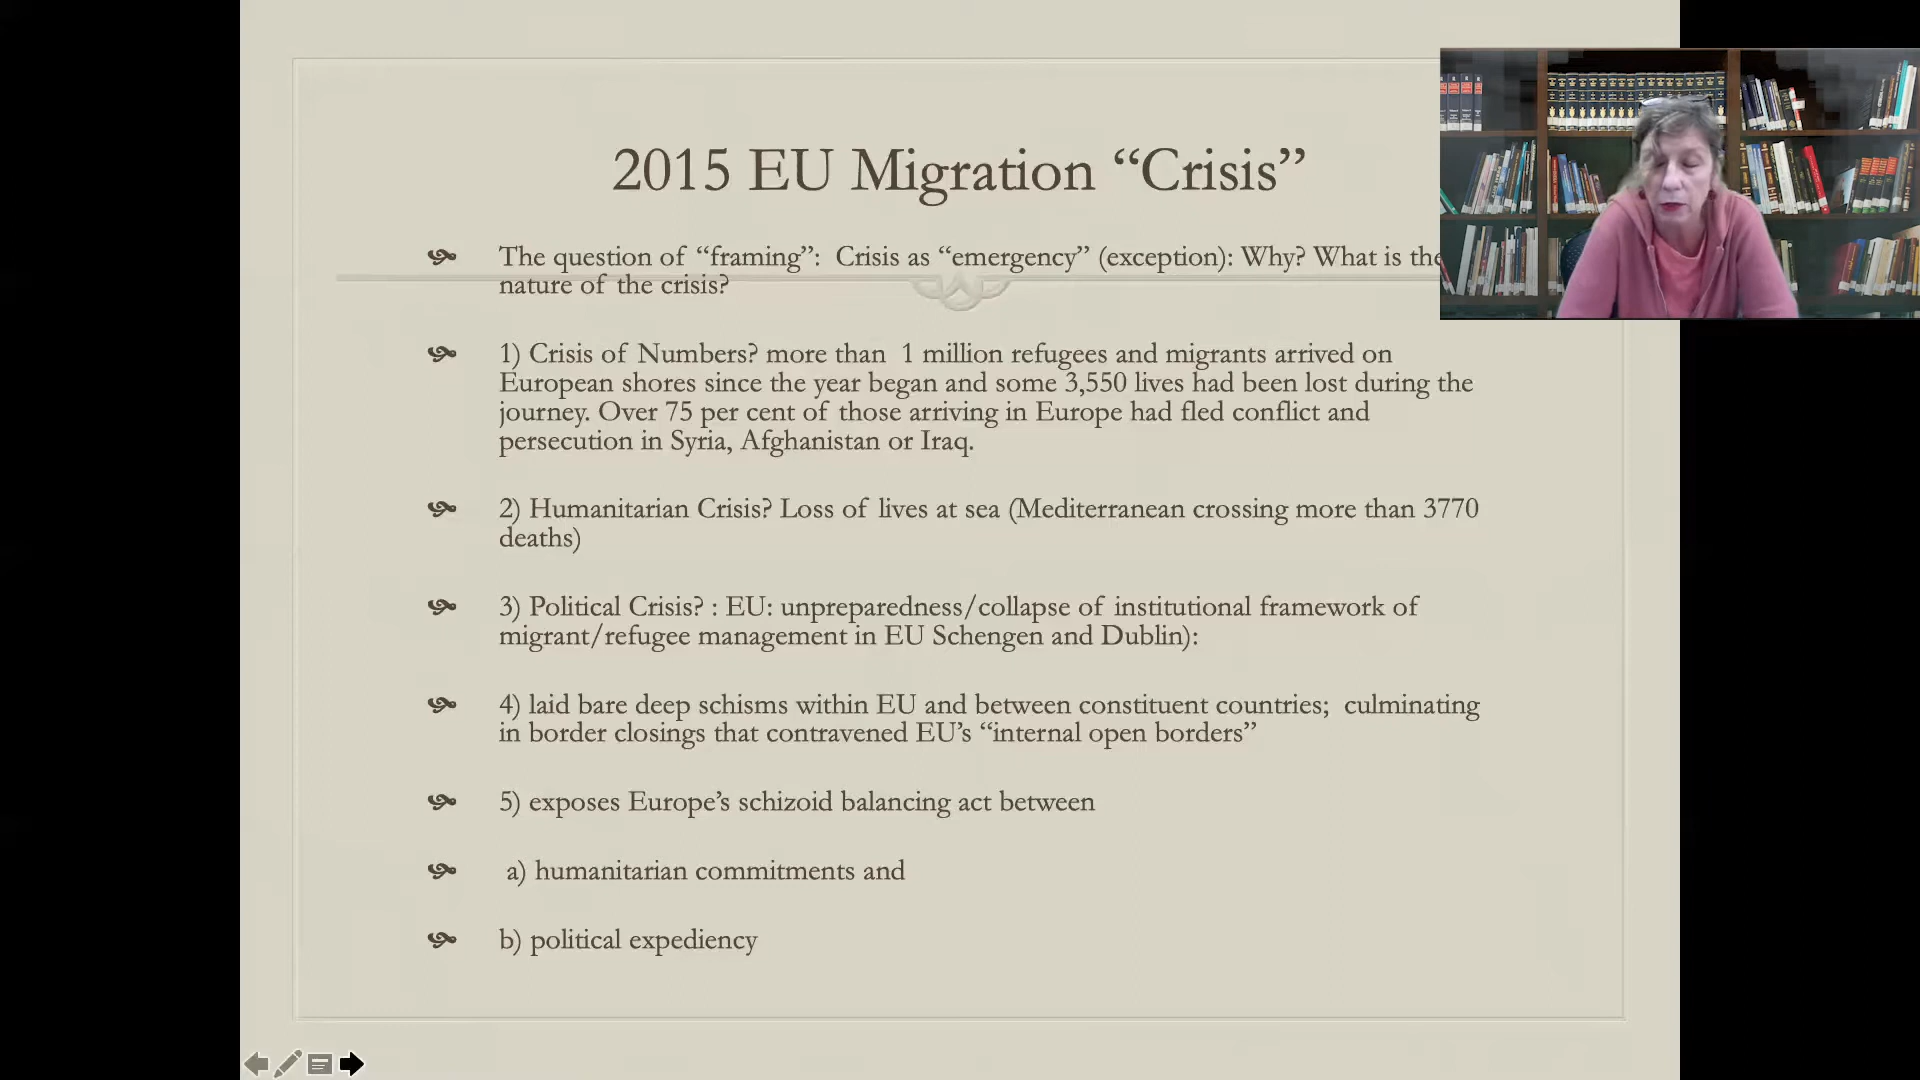 2015 EU Migration “Crisis”
The question of “framing”:  Crisis as “emergency” (exception): Why? What is the
nature of the crisis?
1) Crisis of Numbers? more than  1 million refugees and migrants arrived on
European shores since the year began and some 3,550 lives had been lost during the
journey. Over 75 per cent of those arriving in Europe had fled conflict and
persecution in Syria, Afghanistan or Iraq.
2) Humanitarian Crisis? Loss of lives at sea (Mediterranean crossing more than 3770
deaths)
3) Political Crisis? : EU: unpreparedness/collapse of institutional framework of
migrant/refugee management in EU Schengen and Dublin):
4) laid bare deep schisms within EU and between constituent countries;  culminating
in border closings that contravened EU’s “internal open borders”
5) exposes Europe’s schizoid balancing act between
a) humanitarian commitments and
b) political expediency